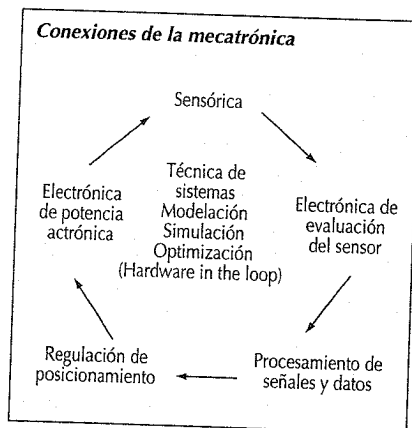 Conexiones de la mecatrónica
Sensórica
Técnica de
sistemas
Modelación
Simulación
Optimización
(Hardware in the loop)
Electrónica
de potencia
actrónica
Electrónica de
evaluación
del sensor
Regulación de
posicionamiento
Procesamiento de
señales y datos